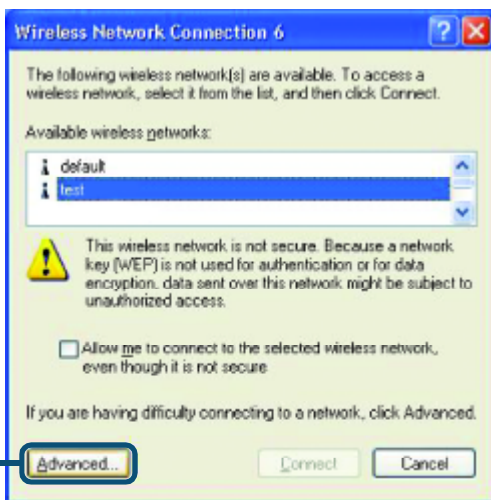 Wireless Network Connection 6
The following wireless network(s) are available. To access a
wireless network, select it from the list, and then click Connect.
Available wireless networks:
default
test
This wireless network is not secure. Because a network
key (WEP) is not used for authentication or for data
encryption, data sent over this network might be subject to
unauthorized access.
Allow me to connect to the selected wireless network,
even though it is not secure
If you are having difficulty connecting to a network, click Advanced.
Advanced...
Connect
Cancel